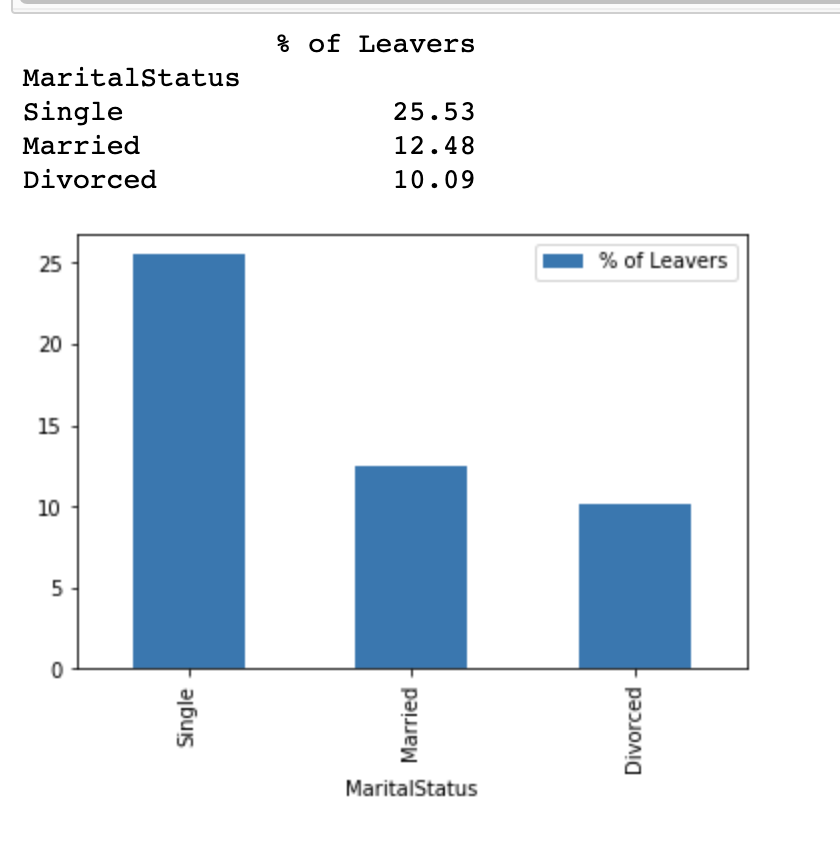 % of Leavers
MaritalStatus
Single 25.53
Married 12.48
Divorced 10.09
% of Leavers
25
20
15
10
5
0
Single
Married
Divorced
MaritalStatus